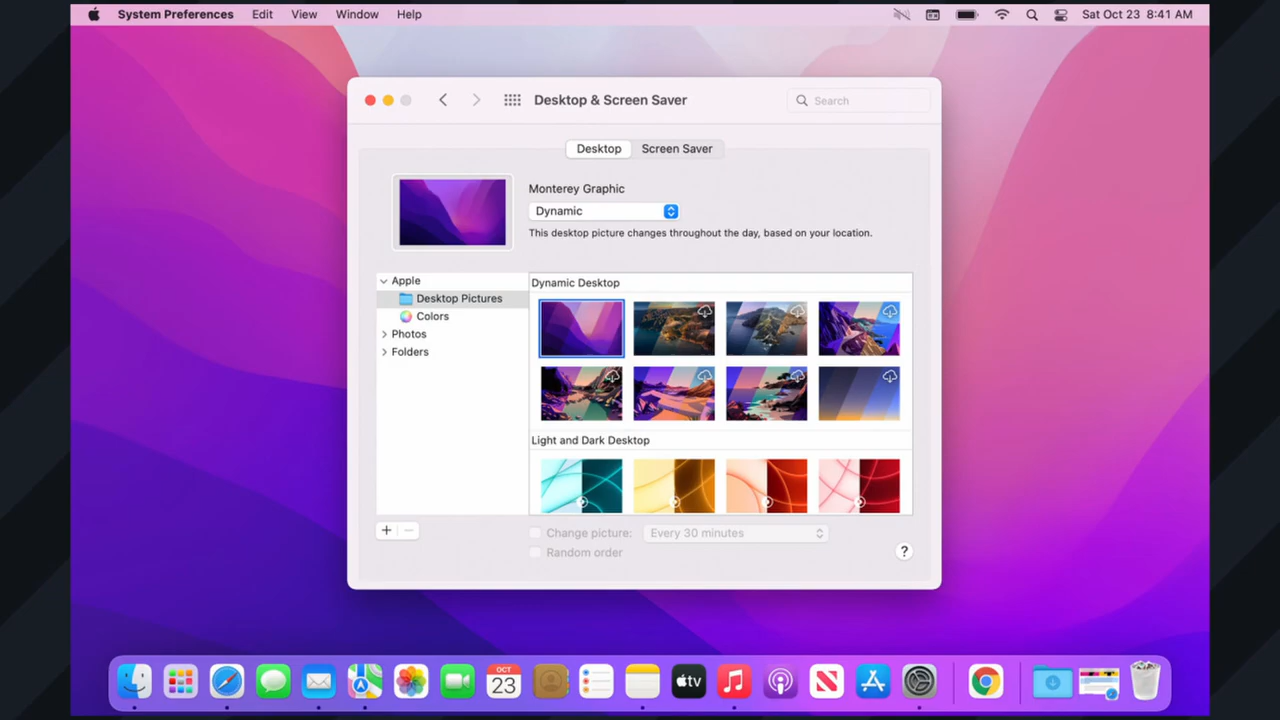 System Preferences Edit View Window Help Sat Oct 23 8:41 AM
Desktop & Screen Saver Search
Desktop Screen Saver
Monterey Graphic
Dynamic
This desktop picture changes throughout the day, based on your location.
Apple
Desktop Pictures
Colors
Photos
Folders
Dynamic Desktop
Light and Dark Desktop
+ −
Change picture: Every 30 minutes
Random order
?
OCT
23
tv